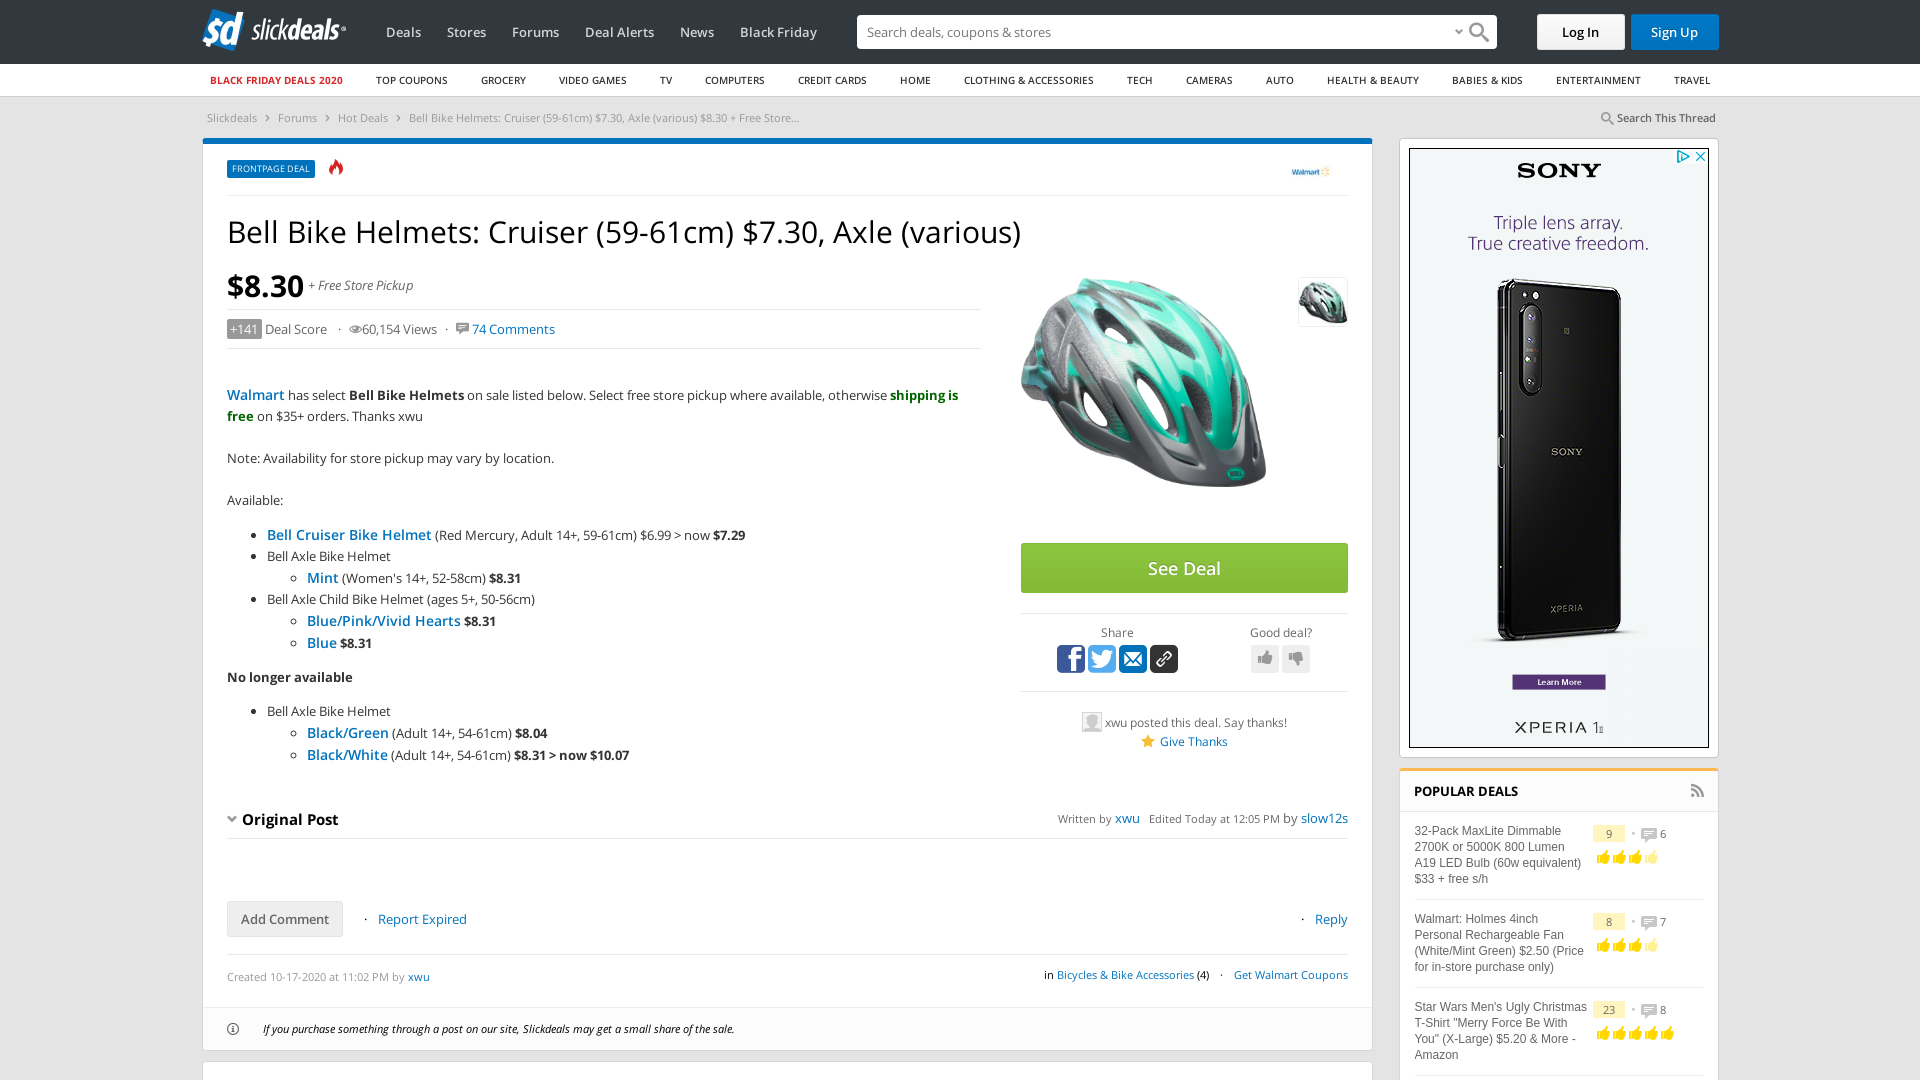 slickdeals
Deals
Stores
Forums
Deal Alerts
News
Black Friday
Search deals, coupons & stores
Log In
Sign Up
BLACK FRIDAY DEALS 2020
TOP COUPONS
GROCERY
VIDEO GAMES
TV
COMPUTERS
CREDIT CARDS
HOME
CLOTHING & ACCESSORIES
TECH
CAMERAS
AUTO
HEALTH & BEAUTY
BABIES & KIDS
ENTERTAINMENT
TRAVEL
Slickdeals › Forums › Hot Deals › Bell Bike Helmets: Cruiser (59-61cm) $7.30, Axle (various) $8.30 + Free Store...
Search This Thread
FRONTPAGE DEAL
Walmart
Bell Bike Helmets: Cruiser (59-61cm) $7.30, Axle (various)
$8.30 + Free Store Pickup
+141 Deal Score · 60,154 Views · 74 Comments
Walmart has select Bell Bike Helmets on sale listed below. Select free store pickup where available, otherwise shipping is
free on $35+ orders. Thanks xwu
Note: Availability for store pickup may vary by location.
Available:
Bell Cruiser Bike Helmet (Red Mercury, Adult 14+, 59-61cm) $6.99 > now $7.29
Bell Axle Bike Helmet
Mint (Women's 14+, 52-58cm) $8.31
Bell Axle Child Bike Helmet (ages 5+, 50-56cm)
Blue/Pink/Vivid Hearts $8.31
Blue $8.31
No longer available
Bell Axle Bike Helmet
Black/Green (Adult 14+, 54-61cm) $8.04
Black/White (Adult 14+, 54-61cm) $8.31 > now $10.07
See Deal
Share
Good deal?
xwu posted this deal. Say thanks!
Give Thanks
Original Post
Written by xwu Edited Today at 12:05 PM by slow12s
Add Comment
· Report Expired
· Reply
Created 10-17-2020 at 11:02 PM by xwu
in Bicycles & Bike Accessories (4) · Get Walmart Coupons
If you purchase something through a post on our site, Slickdeals may get a small share of the sale.
SONY
Triple lens array.
True creative freedom.
SONY
XPERIA
Learn More
XPERIA 1II
POPULAR DEALS
32-Pack MaxLite Dimmable
2700K or 5000K 800 Lumen
A19 LED Bulb (60w equivalent)
$33 + free s/h
9 • 6
Walmart: Holmes 4inch
Personal Rechargeable Fan
(White/Mint Green) $2.50 (Price
for in-store purchase only)
8 • 7
Star Wars Men's Ugly Christmas
T-Shirt "Merry Force Be With
You" (X-Large) $5.20 & More -
Amazon
23 • 8